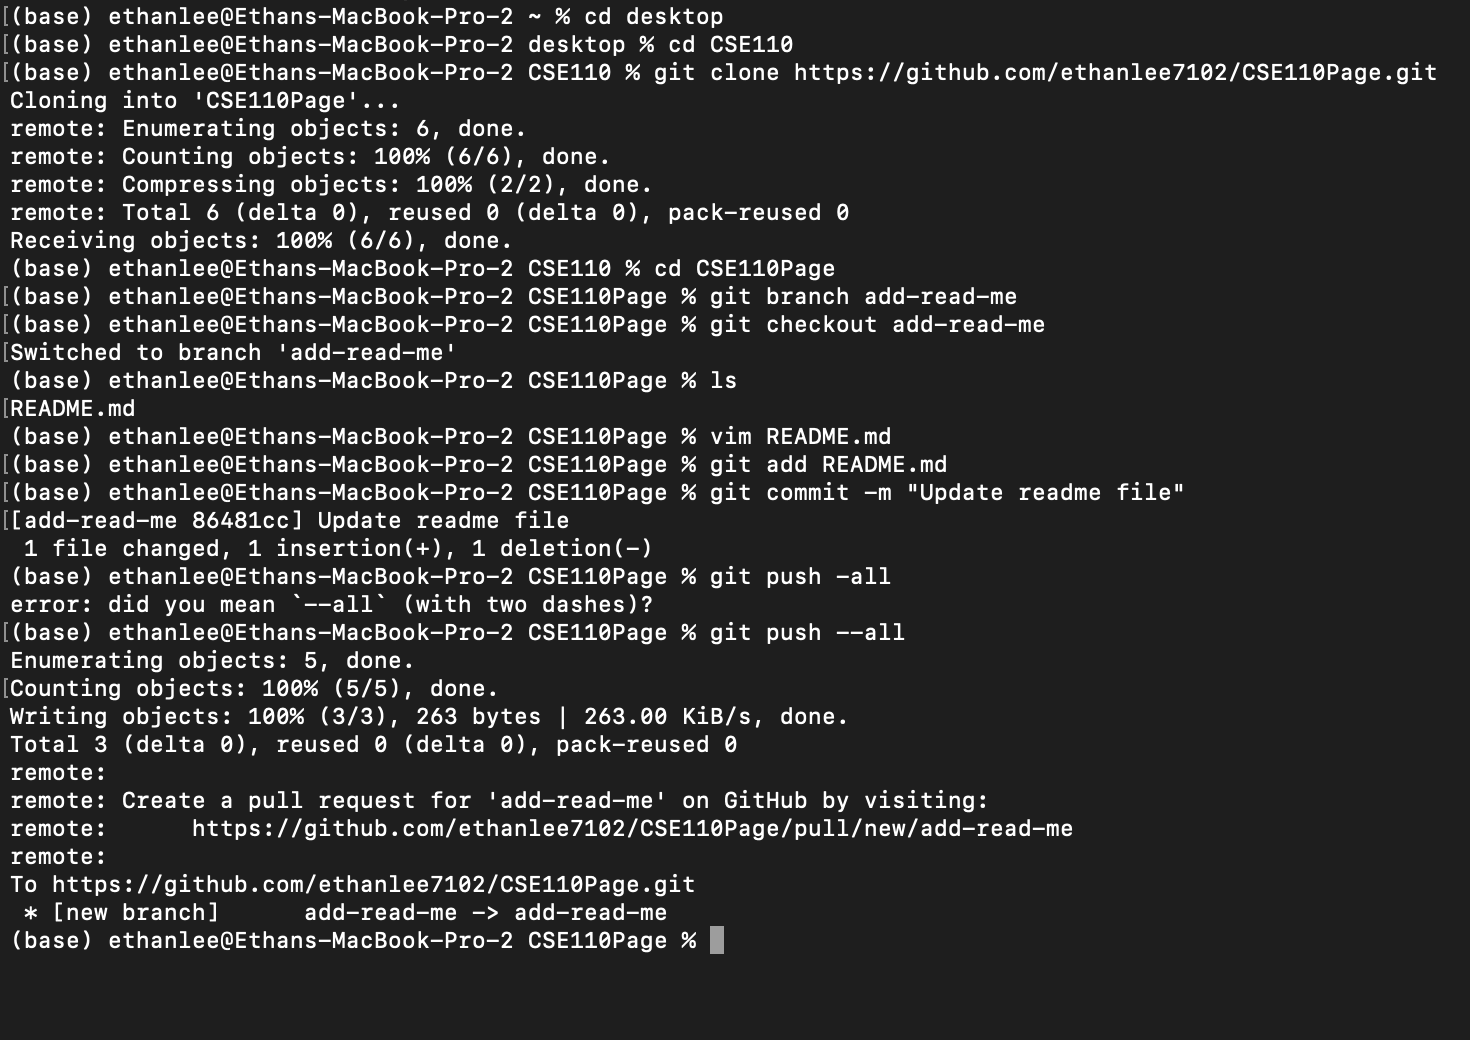 [(base) ethanlee@Ethans-MacBook-Pro-2 ~ % cd desktop
[(base) ethanlee@Ethans-MacBook-Pro-2 desktop % cd CSE110
[(base) ethanlee@Ethans-MacBook-Pro-2 CSE110 % git clone https://github.com/ethanlee7102/CSE110Page.git
Cloning into 'CSE110Page'...
remote: Enumerating objects: 6, done.
remote: Counting objects: 100% (6/6), done.
remote: Compressing objects: 100% (2/2), done.
remote: Total 6 (delta 0), reused 0 (delta 0), pack-reused 0
Receiving objects: 100% (6/6), done.
(base) ethanlee@Ethans-MacBook-Pro-2 CSE110 % cd CSE110Page
[(base) ethanlee@Ethans-MacBook-Pro-2 CSE110Page % git branch add-read-me
[(base) ethanlee@Ethans-MacBook-Pro-2 CSE110Page % git checkout add-read-me
[Switched to branch 'add-read-me'
(base) ethanlee@Ethans-MacBook-Pro-2 CSE110Page % ls
[README.md
(base) ethanlee@Ethans-MacBook-Pro-2 CSE110Page % vim README.md
[(base) ethanlee@Ethans-MacBook-Pro-2 CSE110Page % git add README.md
[(base) ethanlee@Ethans-MacBook-Pro-2 CSE110Page % git commit -m "Update readme file"
[[add-read-me 86481cc] Update readme file
 1 file changed, 1 insertion(+), 1 deletion(-)
(base) ethanlee@Ethans-MacBook-Pro-2 CSE110Page % git push -all
error: did you mean `--all` (with two dashes)?
[(base) ethanlee@Ethans-MacBook-Pro-2 CSE110Page % git push --all
Enumerating objects: 5, done.
[Counting objects: 100% (5/5), done.
Writing objects: 100% (3/3), 263 bytes | 263.00 KiB/s, done.
Total 3 (delta 0), reused 0 (delta 0), pack-reused 0
remote:
remote: Create a pull request for 'add-read-me' on GitHub by visiting:
remote:      https://github.com/ethanlee7102/CSE110Page/pull/new/add-read-me
remote:
To https://github.com/ethanlee7102/CSE110Page.git
 * [new branch]      add-read-me -> add-read-me
(base) ethanlee@Ethans-MacBook-Pro-2 CSE110Page %